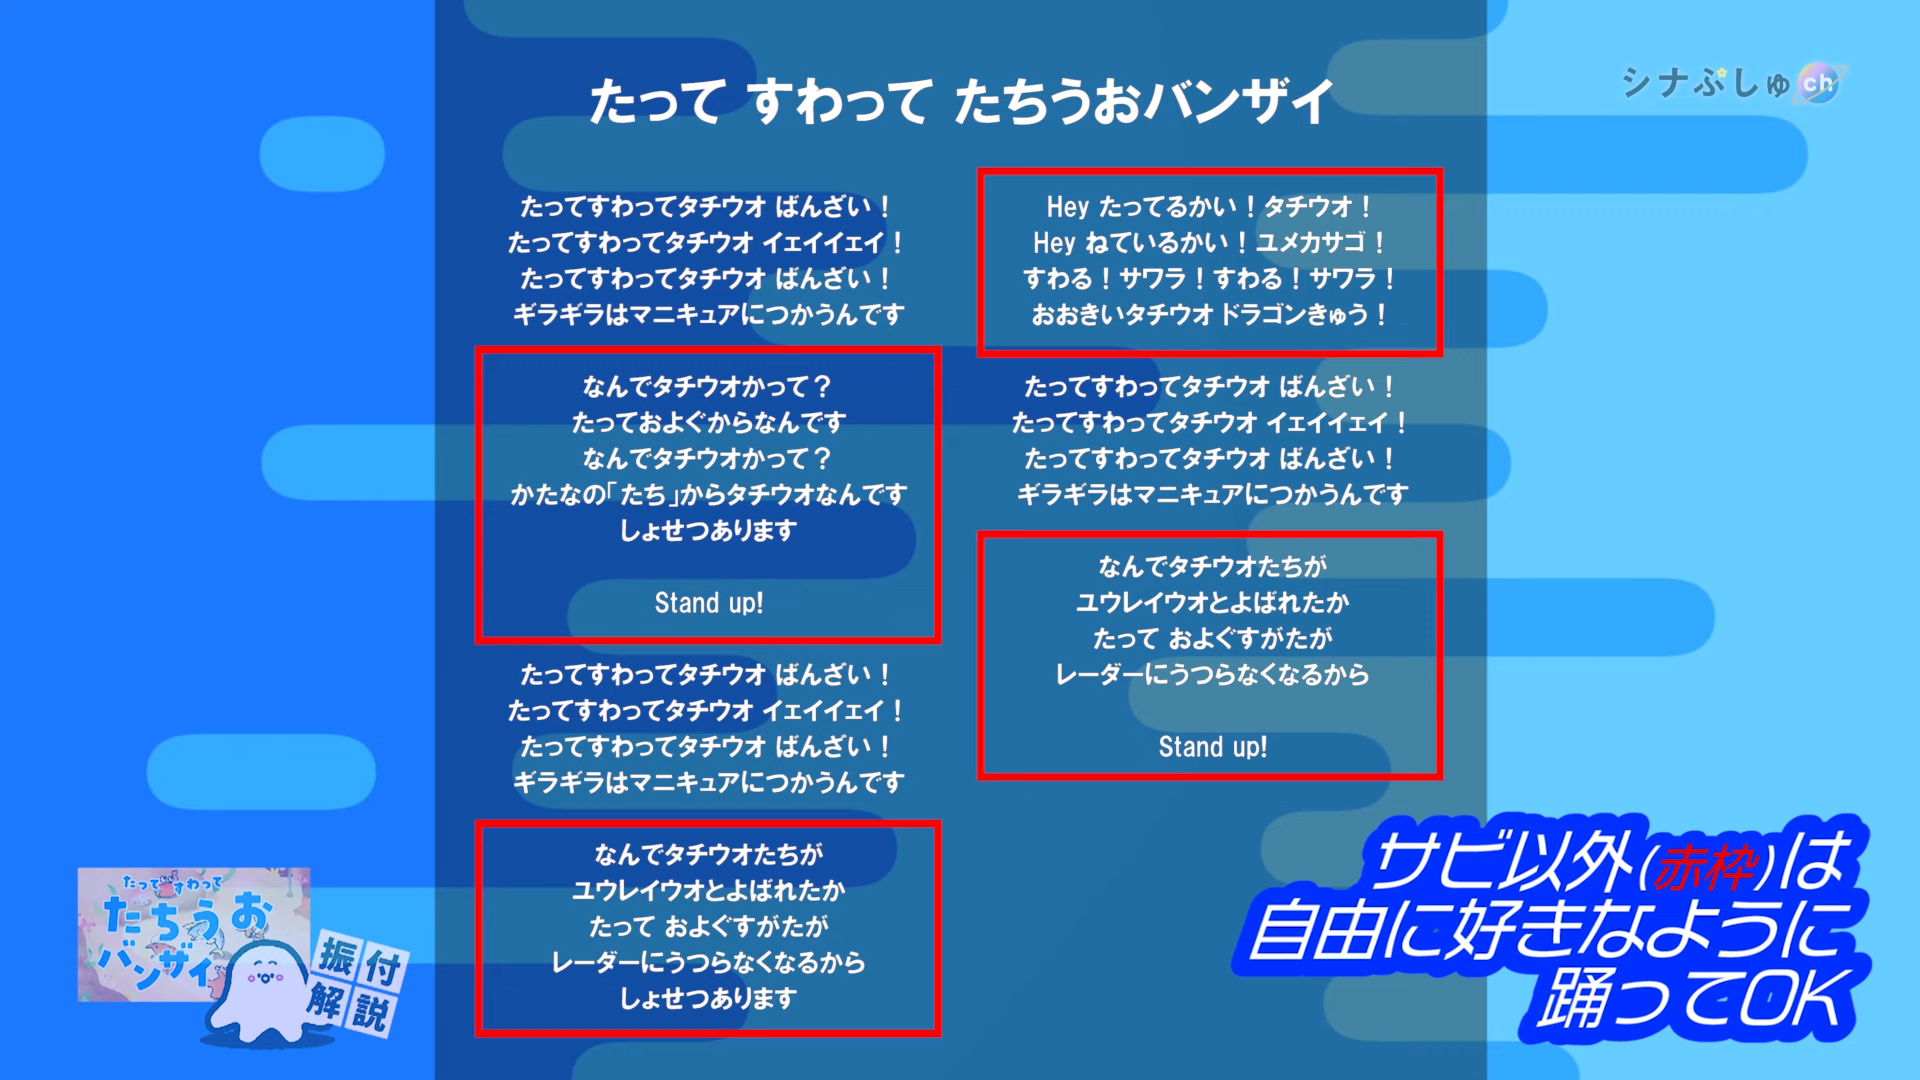 たって すわって たちうおバンザイ
シナぷしゅch
たってすわってタチウオ ばんざい！
たってすわってタチウオ イェイイェイ！
たってすわってタチウオ ばんざい！
ギラギラはマニキュアにつかうんです
なんでタチウオかって？
たっておよぐからなんです
なんでタチウオかって？
かたなの「たち」からタチウオなんです
しょせつあります
Stand up!
たってすわってタチウオ ばんざい！
たってすわってタチウオ イェイイェイ！
たってすわってタチウオ ばんざい！
ギラギラはマニキュアにつかうんです
なんでタチウオたちが
ユウレイウオとよばれたか
たって およぐすがたが
レーダーにうつらなくなるから
しょせつあります
Hey たってるかい！タチウオ！
Hey ねているかい！ユメカサゴ！
すわる！サワラ！すわる！サワラ！
おおきいタチウオ ドラゴンきゅう！
たってすわってタチウオ ばんざい！
たってすわってタチウオ イェイイェイ！
たってすわってタチウオ ばんざい！
ギラギラはマニキュアにつかうんです
なんでタチウオたちが
ユウレイウオとよばれたか
たって およぐすがたが
レーダーにうつらなくなるから
Stand up!
たって すわって
たちうお
バンザイ
振付
解説
サビ以外(赤枠)は
自由に好きなように
踊ってOK